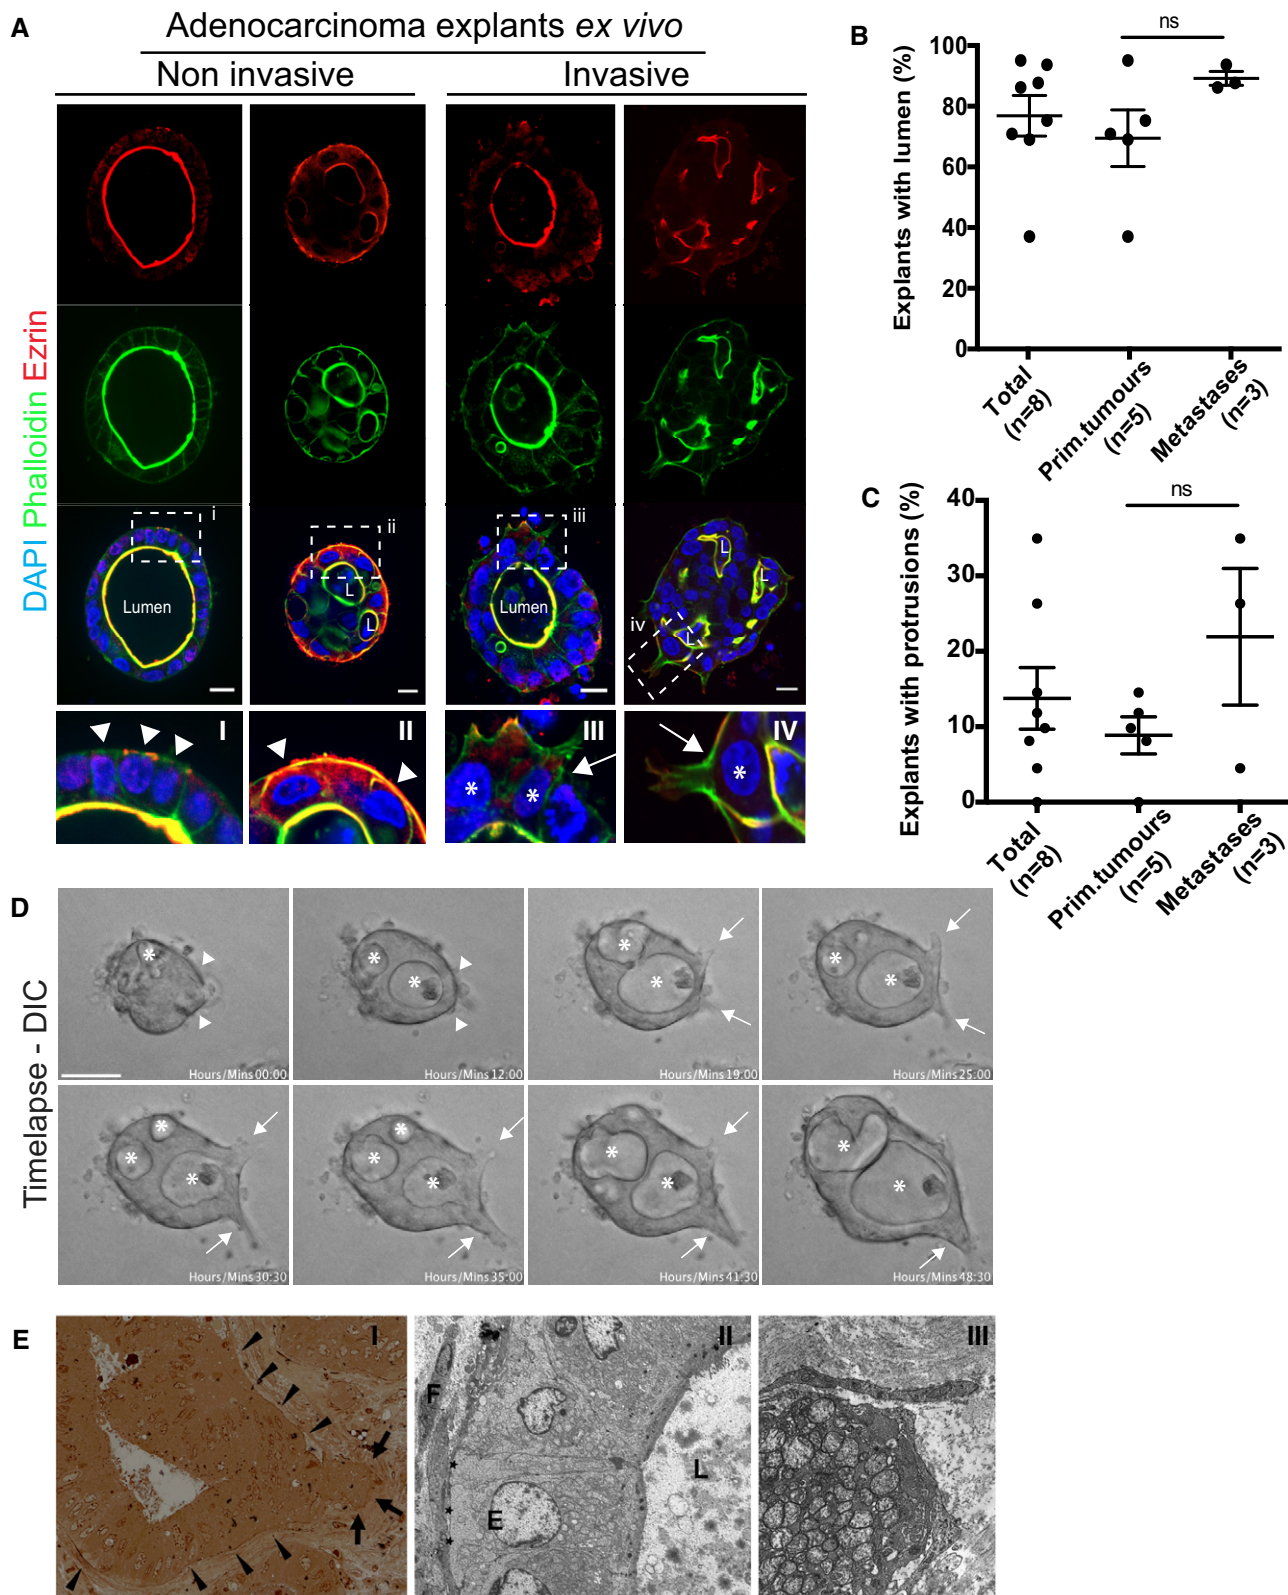 A
Adenocarcinoma explants ex vivo
Non invasive
Invasive
DAPI Phalloidin Ezrin
i
ii
iii
iv
Lumen
L
L
Lumen
L
L
L
I
II
III
IV
*
*
*
B
ns
Explants with lumen (%)
100
80
60
40
20
0
Total
(n=8)
Prim.tumours
(n=5)
Metastases
(n=3)
C
ns
Explants with protrusions (%)
40
30
20
10
0
Total
(n=8)
Prim.tumours
(n=5)
Metastases
(n=3)
D
Timelapse - DIC
*
Hours/Mins 00:00
*
*
Hours/Mins 12:00
*
*
Hours/Mins 19:00
*
*
Hours/Mins 25:00
*
*
*
Hours/Mins 30:30
*
*
*
Hours/Mins 35:00
*
*
Hours/Mins 41:30
*
*
Hours/Mins 48:30
E
I
II
F
L
E
III